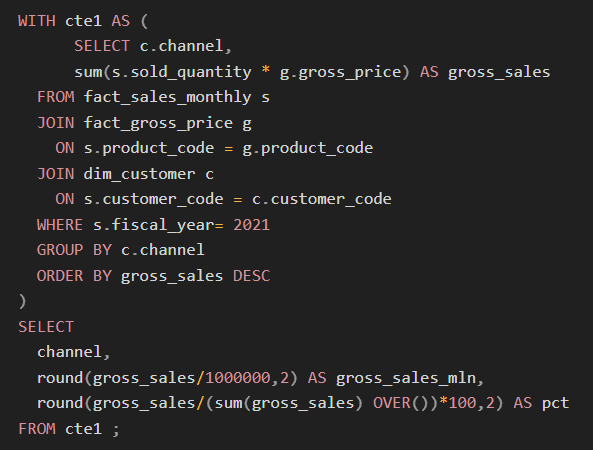 WITH cte1 AS (
      SELECT c.channel,
      sum(s.sold_quantity * g.gross_price) AS gross_sales
  FROM fact_sales_monthly s
  JOIN fact_gross_price g
    ON s.product_code = g.product_code
  JOIN dim_customer c
    ON s.customer_code = c.customer_code
  WHERE s.fiscal_year= 2021
  GROUP BY c.channel
  ORDER BY gross_sales DESC
)
SELECT
  channel,
  round(gross_sales/1000000,2) AS gross_sales_mln,
  round(gross_sales/(sum(gross_sales) OVER())*100,2) AS pct
FROM cte1 ;